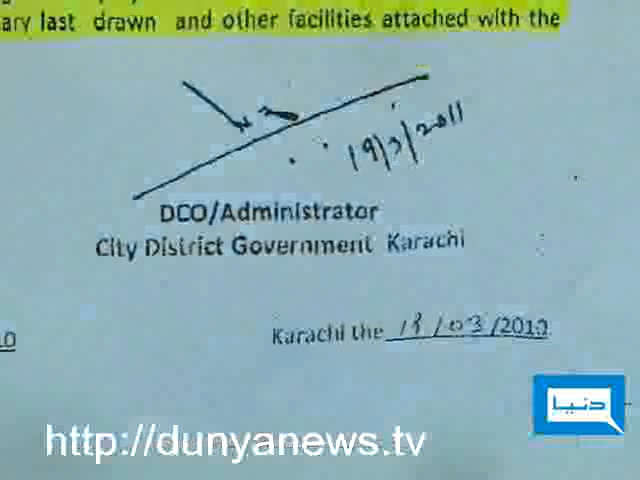 ary last drawn and other facilities attached with the
19/3/2011
DCO/Administrator
City District Government Karachi
Karachi the 18/03/2010
10
دنیا
http://dunyanews.tv